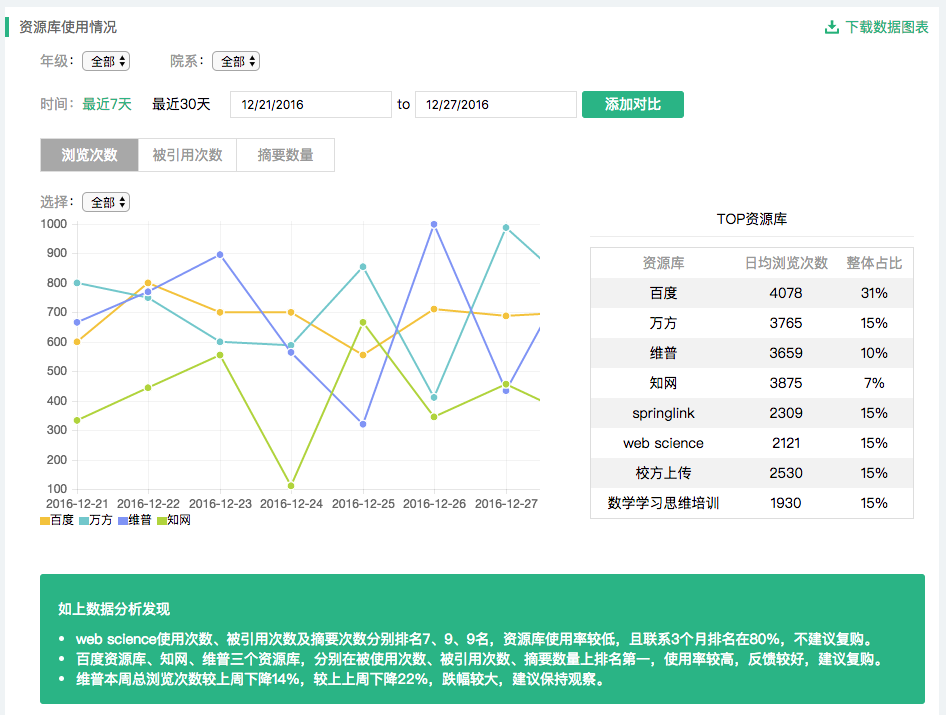 资源库使用情况
下载数据图表
年级： 全部 院系： 全部
时间： 最近7天 最近30天 12/21/2016 to 12/27/2016 添加对比
浏览次数 被引用次数 摘要数量
选择： 全部
1000
900
800
700
600
500
400
300
200
100
2016-12-21 2016-12-22 2016-12-23 2016-12-24 2016-12-25 2016-12-26 2016-12-27
百度 万方 维普 知网
TOP资源库
资源库 日均浏览次数 整体占比
百度 4078 31%
万方 3765 15%
维普 3659 10%
知网 3875 7%
springlink 2309 15%
web science 2121 15%
校方上传 2530 15%
数学学习思维培训 1930 15%
如上数据分析发现
• web science使用次数、被引用次数及摘要次数分别排名7、9、9名，资源库使用率较低，且联系3个月排名在80%，不建议复购。
• 百度资源库、知网、维普三个资源库，分别在被使用次数、被引用次数、摘要数量上排名第一，使用率较高，反馈较好，建议复购。
• 维普本周总浏览次数较上周下降14%，较上上周下降22%，跌幅较大，建议保持观察。